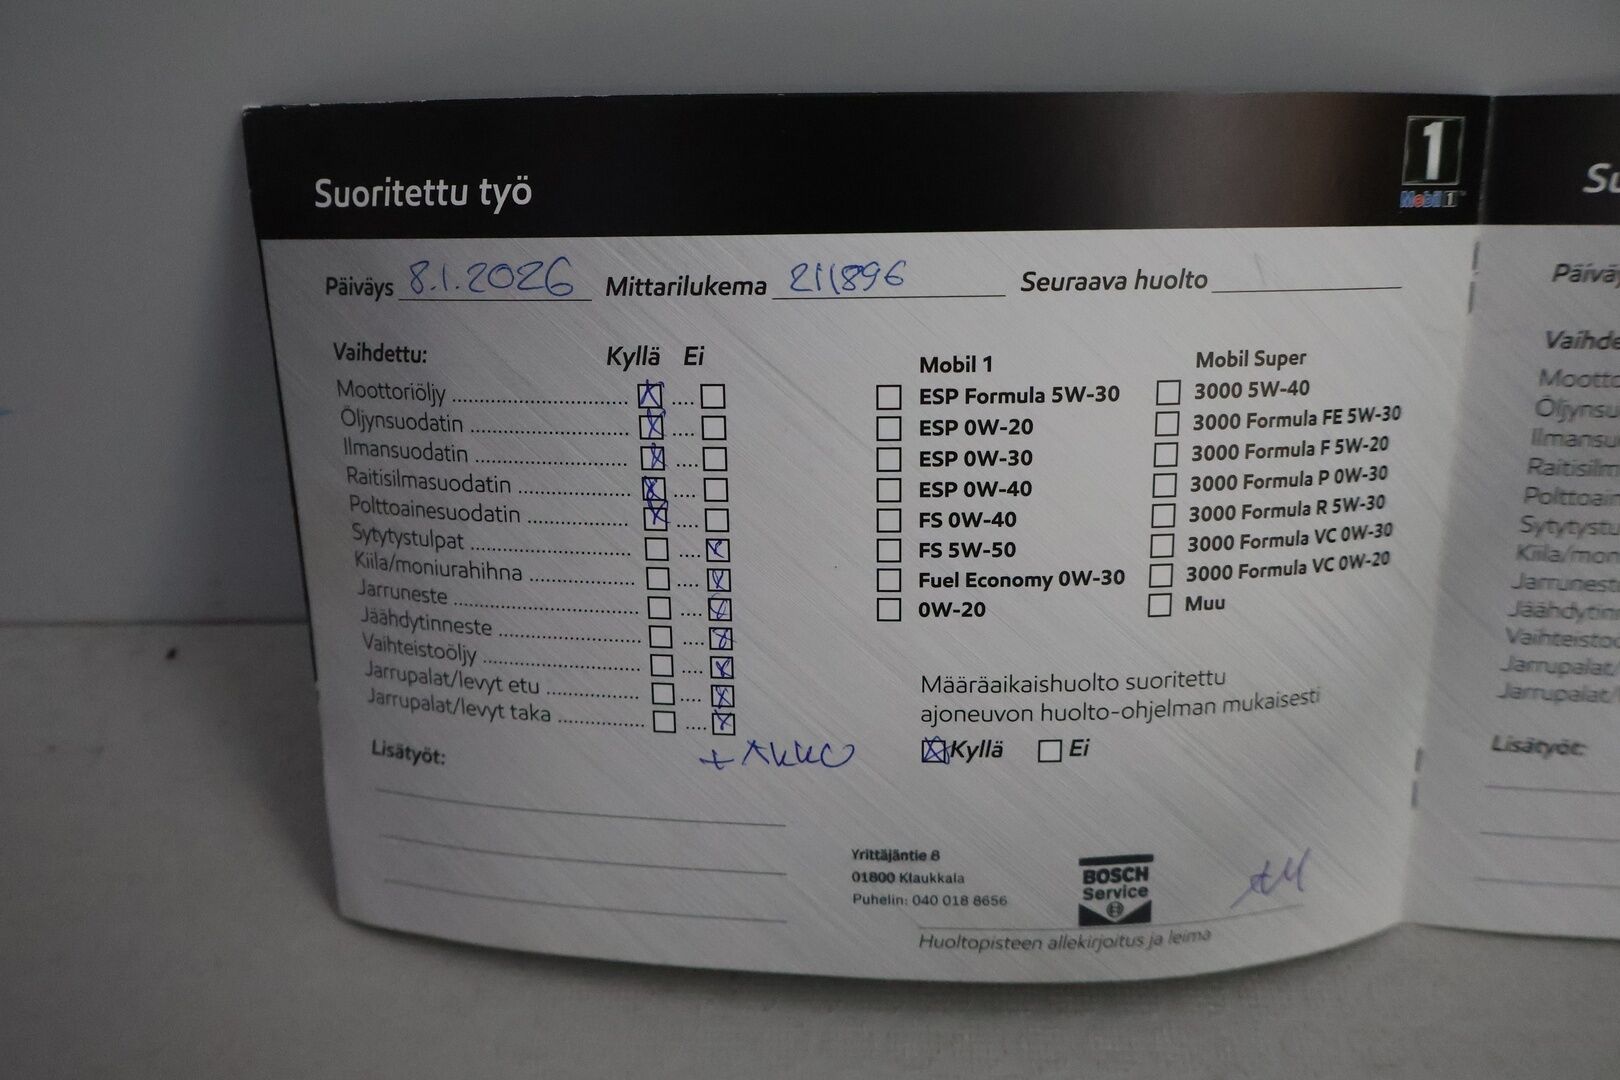 Suoritettu työ
1
Mobil 1
Päiväys 8.1.2026 Mittarilukema 211896 Seuraava huolto
Vaihdettu: Kyllä Ei
Moottoriöljy
Öljynsuodatin
Ilmansuodatin
Raitisilmasuodatin
Polttoainesuodatin
Sytytystulpat
Kiila/moniurahihna
Jarruneste
Jäähdytinneste
Vaihteistoöljy
Jarrupalat/levyt etu
Jarrupalat/levyt taka
Lisätyöt: + AKKU
Mobil 1
ESP Formula 5W-30
ESP 0W-20
ESP 0W-30
ESP 0W-40
FS 0W-40
FS 5W-50
Fuel Economy 0W-30
0W-20
Mobil Super
3000 5W-40
3000 Formula FE 5W-30
3000 Formula F 5W-20
3000 Formula P 0W-30
3000 Formula R 5W-30
3000 Formula VC 0W-30
3000 Formula VC 0W-20
Muu
Määräaikaishuolto suoritettu
ajoneuvon huolto-ohjelman mukaisesti
Kyllä Ei
Yrittäjäntie 8
01800 Klaukkala
Puhelin: 040 018 8656
BOSCH
Service
Huoltopisteen allekirjoitus ja leima